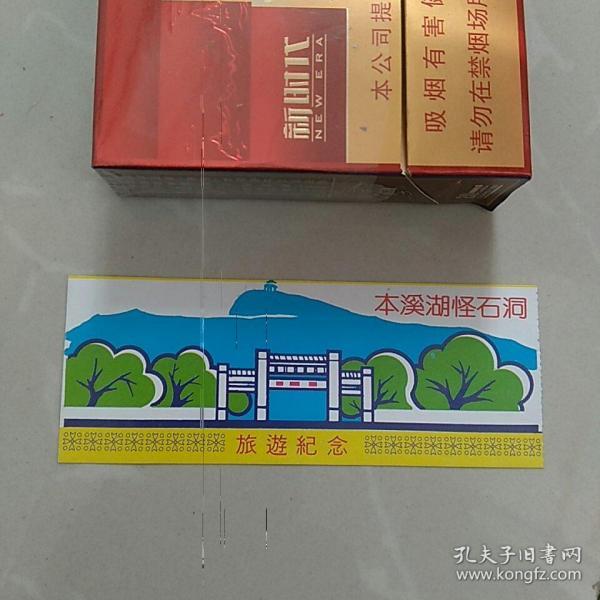 新时代
NEW ERA
本公司提
吸烟有害
请勿在禁烟场所
本溪湖怪石洞
旅遊紀念
孔夫子旧书网
www.kongfz.com